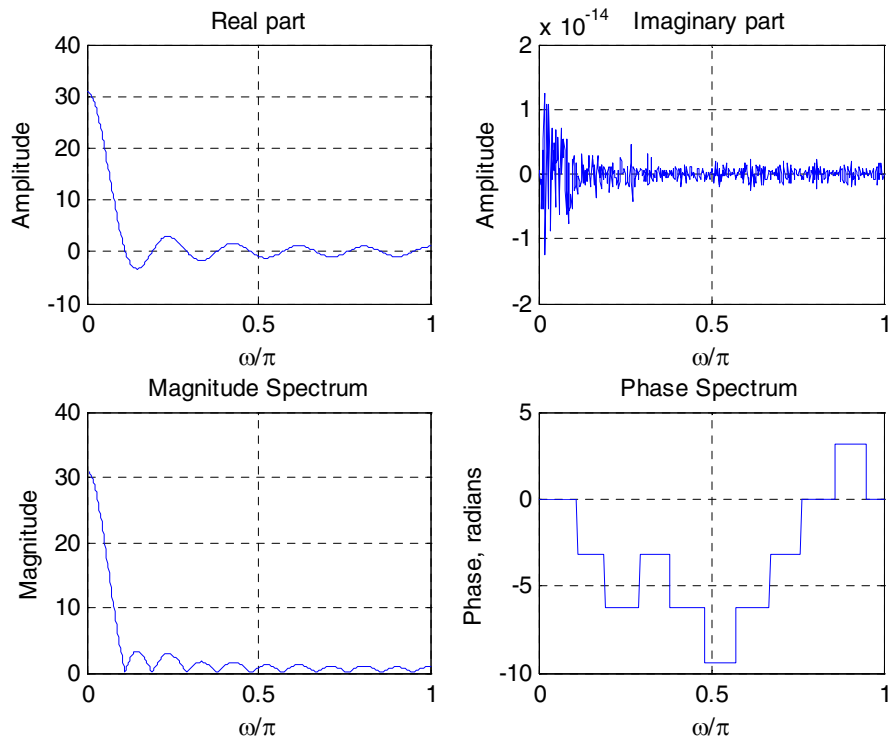 Real part
40
30
20
10
0
-10
0
0.5
1
Amplitude
ω/π
Imaginary part
x 10-14
2
1
0
-1
-2
0
0.5
1
Amplitude
ω/π
Magnitude Spectrum
40
30
20
10
0
0
0.5
1
Magnitude
ω/π
Phase Spectrum
5
0
-5
-10
0
0.5
1
Phase, radians
ω/π